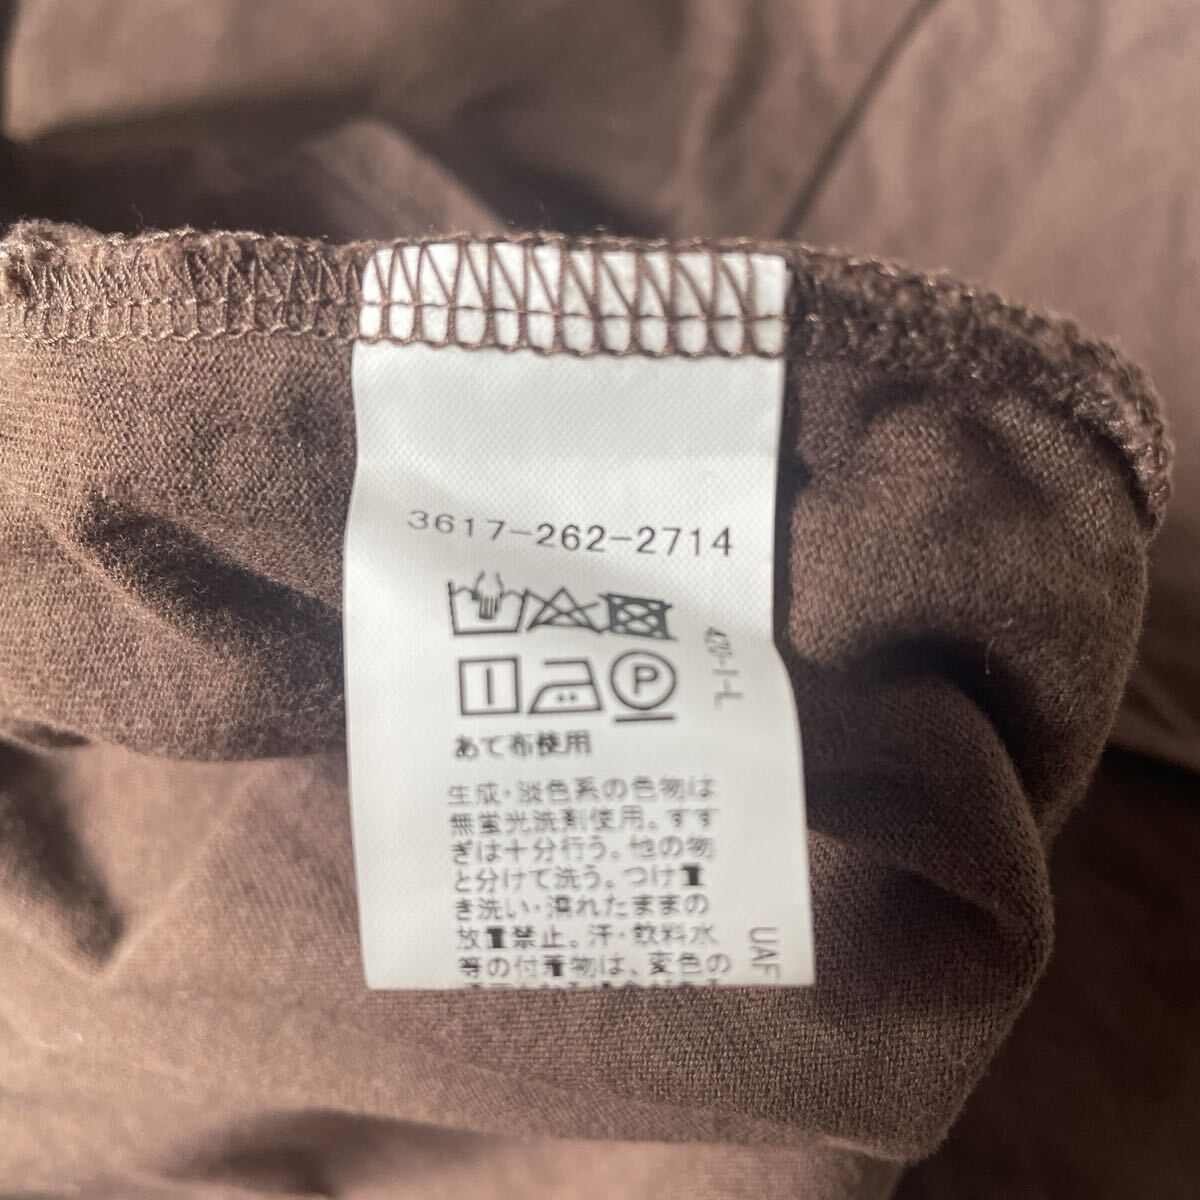 3617-262-2714
P
あて布使用
生成・淡色系の色物は
無蛍光洗剤使用。すす
ぎは十分行う。他の物
と分けて洗う。つけ置
き洗い・濡れたままの
放置禁止。汗・飲料水
等の付着物は、変色の
UAF